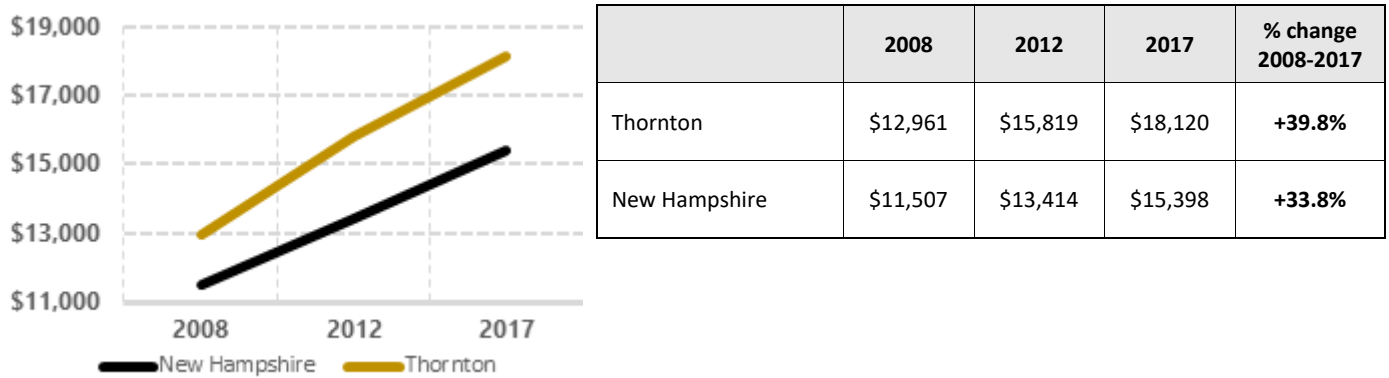 $19,000
$17,000
$15,000
$13,000
$11,000
2008 2012 2017
New Hampshire Thornton
2008 2012 2017 % change
2008-2017
Thornton $12,961 $15,819 $18,120 +39.8%
New Hampshire $11,507 $13,414 $15,398 +33.8%